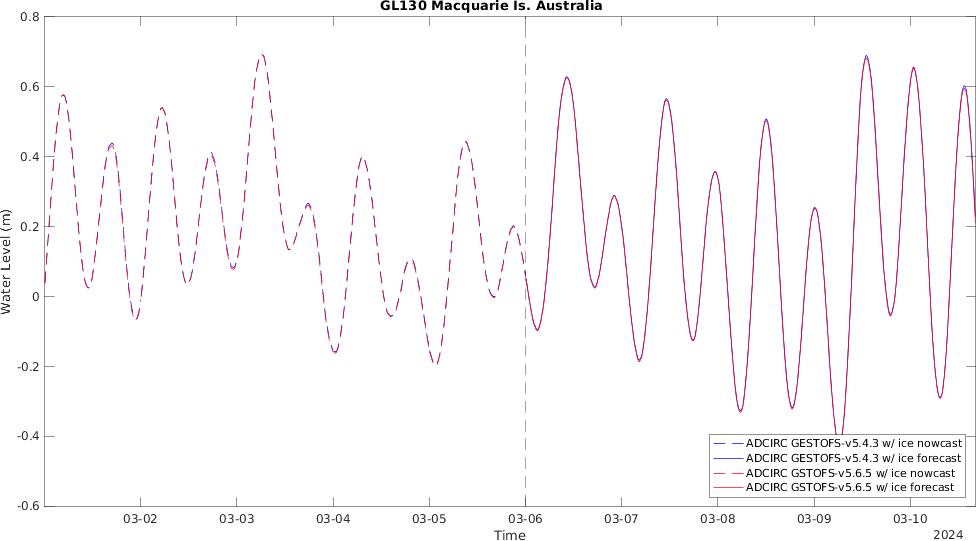 GL130 Macquarie Is. Australia
0.8
0.6
0.4
0.2
0
-0.2
-0.4
-0.6
Water Level (m)
ADCIRC GESTOFS-v5.4.3 w/ ice nowcast
ADCIRC GESTOFS-v5.4.3 w/ ice forecast
ADCIRC GSTOFS-v5.6.5 w/ ice nowcast
ADCIRC GSTOFS-v5.6.5 w/ ice forecast
03-02 03-03 03-04 03-05 03-06 03-07 03-08 03-09 03-10
Time
2024